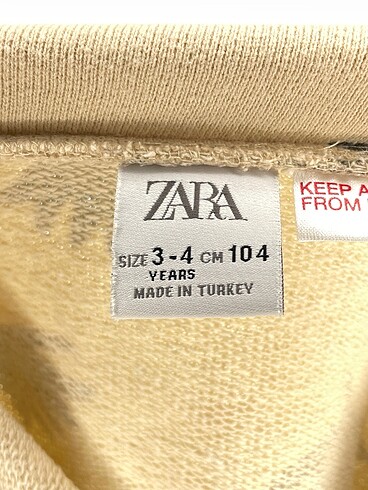 ZARA
SIZE 3-4 CM 104
YEARS
MADE IN TURKEY
KEEP A
FROM